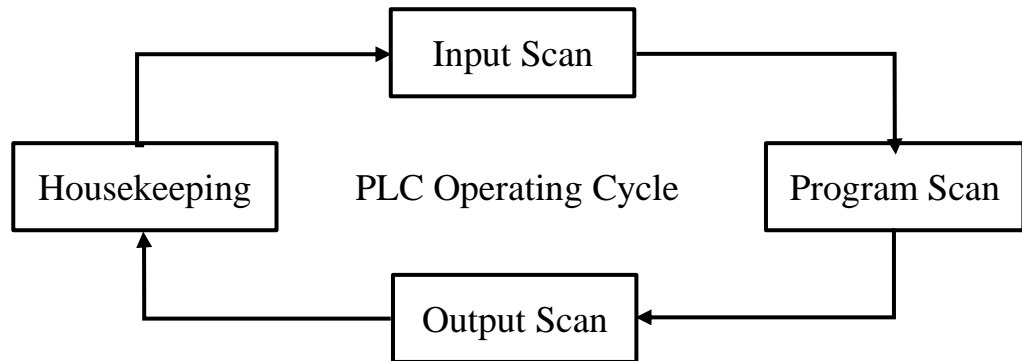 Input Scan
Housekeeping
PLC Operating Cycle
Program Scan
Output Scan